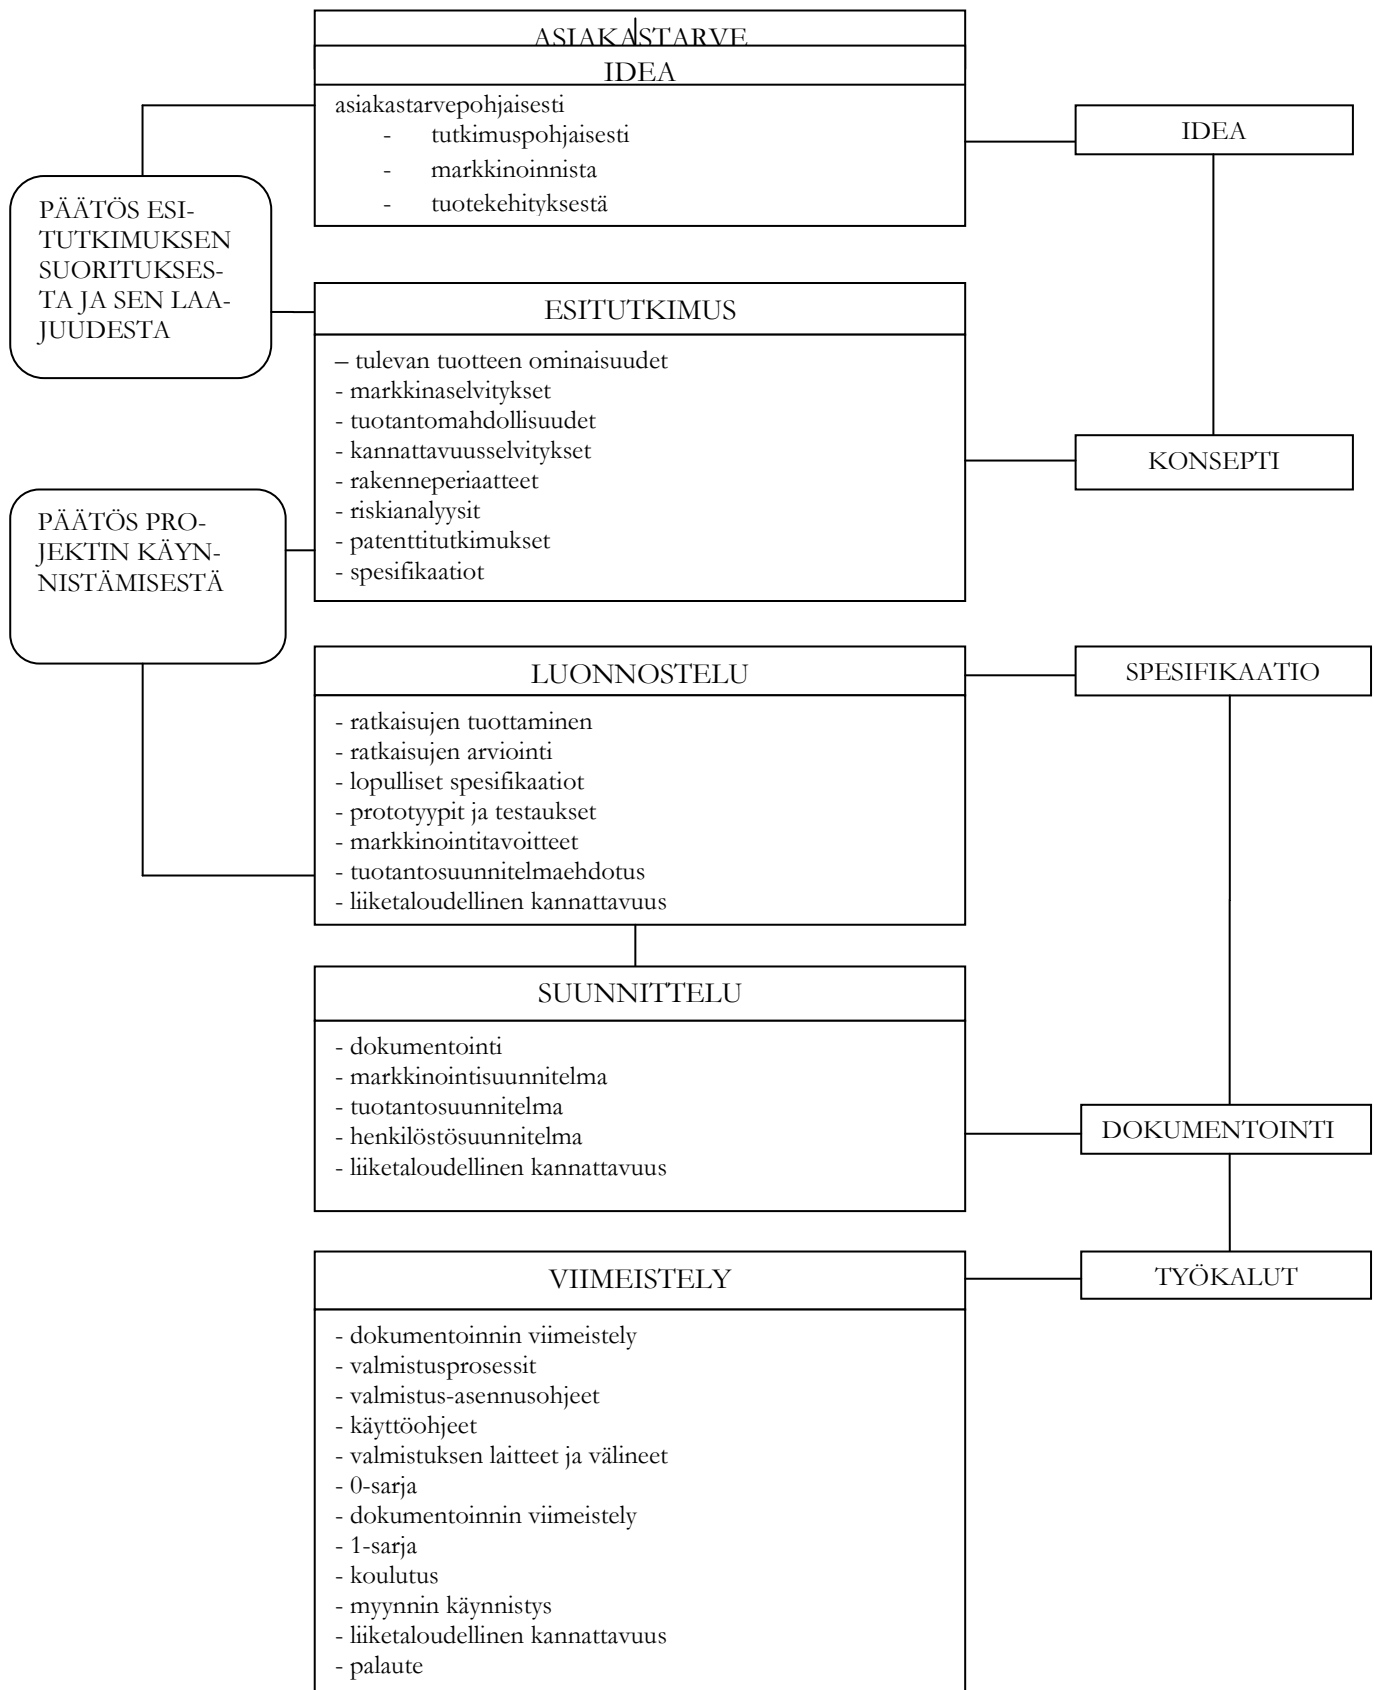 ASIAKASTARVE
IDEA
asiakastarvepohjaisesti
- tutkimuspohjaisesti
- markkinoinnista
- tuotekehityksestä
IDEA
PÄÄTÖS ESI-
TUTKIMUKSEN
SUORITUKSES-
TA JA SEN LAA-
JUUDESTA
ESITUTKIMUS
– tulevan tuotteen ominaisuudet
- markkinaselvitykset
- tuotantomahdollisuudet
- kannattavuusselvitykset
- rakenneperiaatteet
- riskianalyysit
- patenttitutkimukset
- spesifikaatiot
KONSEPTI
PÄÄTÖS PRO-
JEKTIN KÄYN-
NISTÄMISESTÄ
LUONNOSTELU
- ratkaisujen tuottaminen
- ratkaisujen arviointi
- lopulliset spesifikaatiot
- prototyypit ja testaukset
- markkinointitavoitteet
- tuotantosuunnitelmaehdotus
- liiketaloudellinen kannattavuus
SPESIFIKAATIO
SUUNNITTELU
- dokumentointi
- markkinointisuunnitelma
- tuotantosuunnitelma
- henkilöstösuunnitelma
- liiketaloudellinen kannattavuus
DOKUMENTOINTI
VIIMEISTELY
- dokumentoinnin viimeistely
- valmistusprosessit
- valmistus-asennusohjeet
- käyttöohjeet
- valmistuksen laitteet ja välineet
- 0-sarja
- dokumentoinnin viimeistely
- 1-sarja
- koulutus
- myynnin käynnistys
- liiketaloudellinen kannattavuus
- palaute
TYÖKALUT